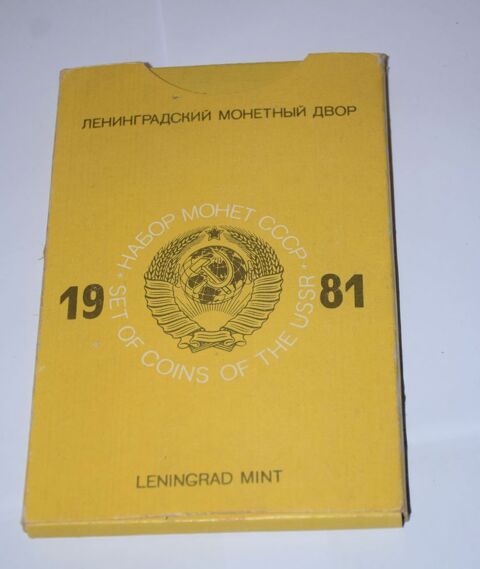 ЛЕНИНГРАДСКИЙ МОНЕТНЫЙ ДВОР
• НАБОР МОНЕТ СССР •
19 81
SET OF COINS OF THE USSR
LENINGRAD MINT